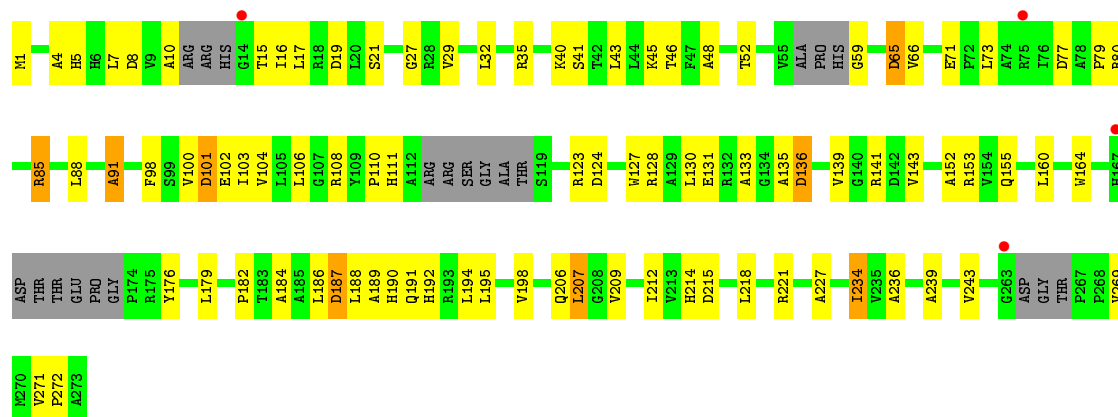 M1 A4 H5 H6 L7 D8 V9 A10 ARG ARG HIS G14 T15 I16 L17 R18 D19 L20 S21 G27 R28 V29 L32 R35 K40 S41 T42 L43 L44 K45 T46 F47 A48 T52 V55 ALA PRO HIS G59 D65 V66 E71 P72 L73 A74 R75 I76 D77 A78 P79 R80
R85 L88 A91 F98 S99 V100 D101 E102 I103 V104 L105 L106 G107 R108 Y109 P110 H111 A112 ARG ARG SER GLY ALA THR S119 R123 D124 W127 R128 A129 L130 E131 R132 A133 G134 A135 D136 V139 G140 R141 D142 V143 A152 R153 V154 Q155 L160 W164 H167
ASP THR THR GLU PRO GLY P174 R175 Y176 L179 P182 T183 A184 A185 L186 D187 L188 A189 H190 Q191 H192 R193 L194 L195 V198 Q206 L207 G208 V209 I212 V213 H214 D215 L218 R221 A227 I234 V235 A236 A239 V243 G263 ASP GLY THR P267 P268 V269
M270 V271 P272 A273